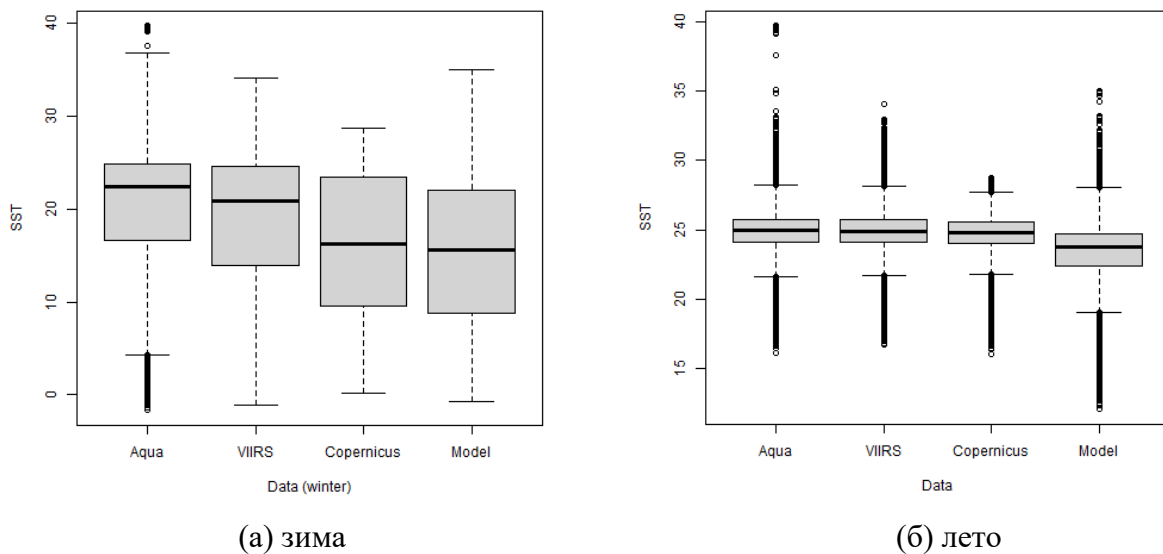 40
30
20
10
0
SST
Aqua VIIRS Copernicus Model
Data (winter)
(а) зима
40
35
30
25
20
15
SST
Aqua VIIRS Copernicus Model
Data
(б) лето